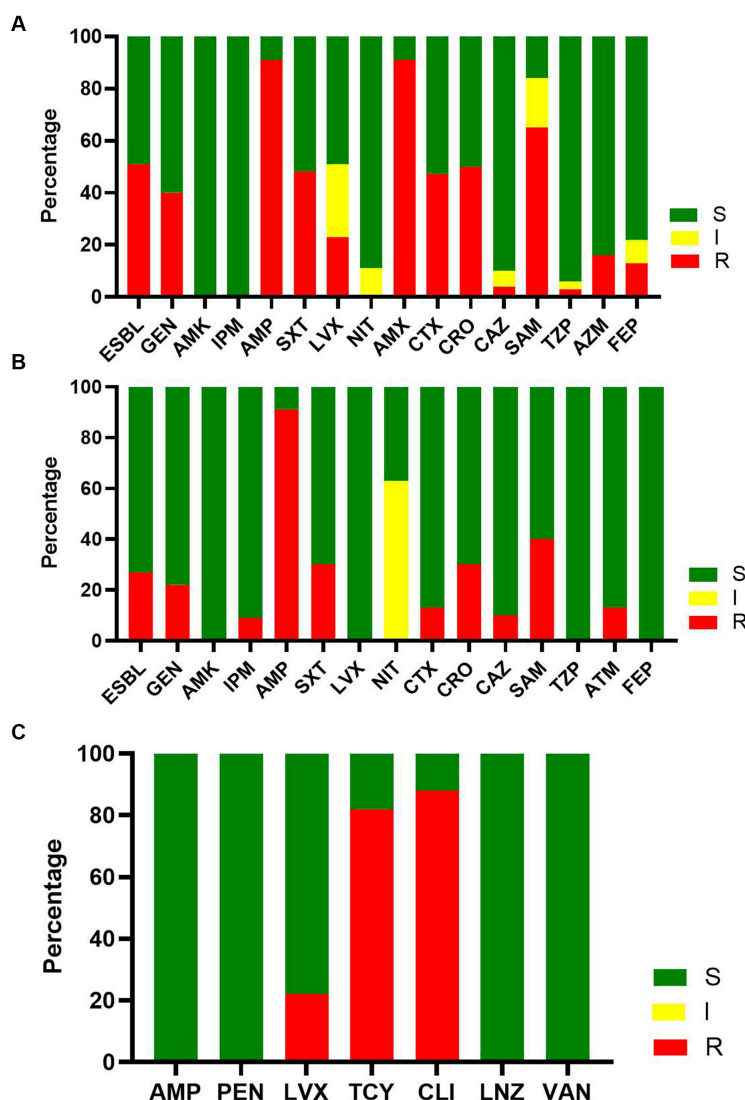 A
Percentage
100
80
60
40
20
0
ESBL GEN AMK IPM AMP SXT LVX NIT AMX CTX CRO CAZ SAM TZP AZM FEP
S
I
R
B
Percentage
100
80
60
40
20
0
ESBL GEN AMK IPM AMP SXT LVX NIT CTX CRO CAZ SAM TZP ATM FEP
S
I
R
C
Percentage
100
80
60
40
20
0
AMP PEN LVX TCY CLI LNZ VAN
S
I
R